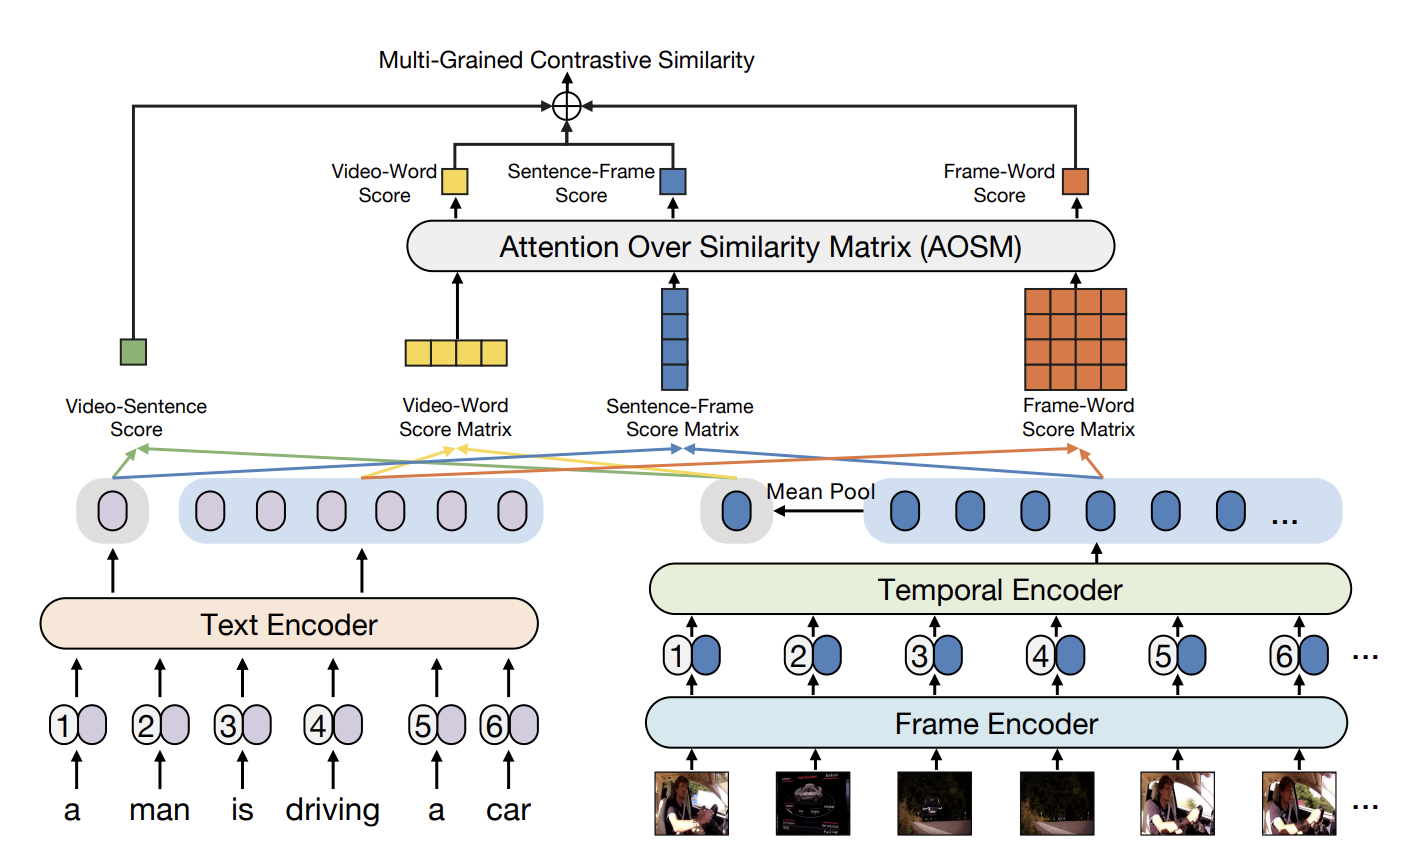 Multi-Grained Contrastive Similarity
Video-Word
Score
Sentence-Frame
Score
Frame-Word
Score
Attention Over Similarity Matrix (AOSM)
Video-Sentence
Score
Video-Word
Score Matrix
Sentence-Frame
Score Matrix
Frame-Word
Score Matrix
Mean Pool
...
Text Encoder
Temporal Encoder
1 2 3 4 5 6 ...
Frame Encoder
1 2 3 4 5 6
a man is driving a car
...